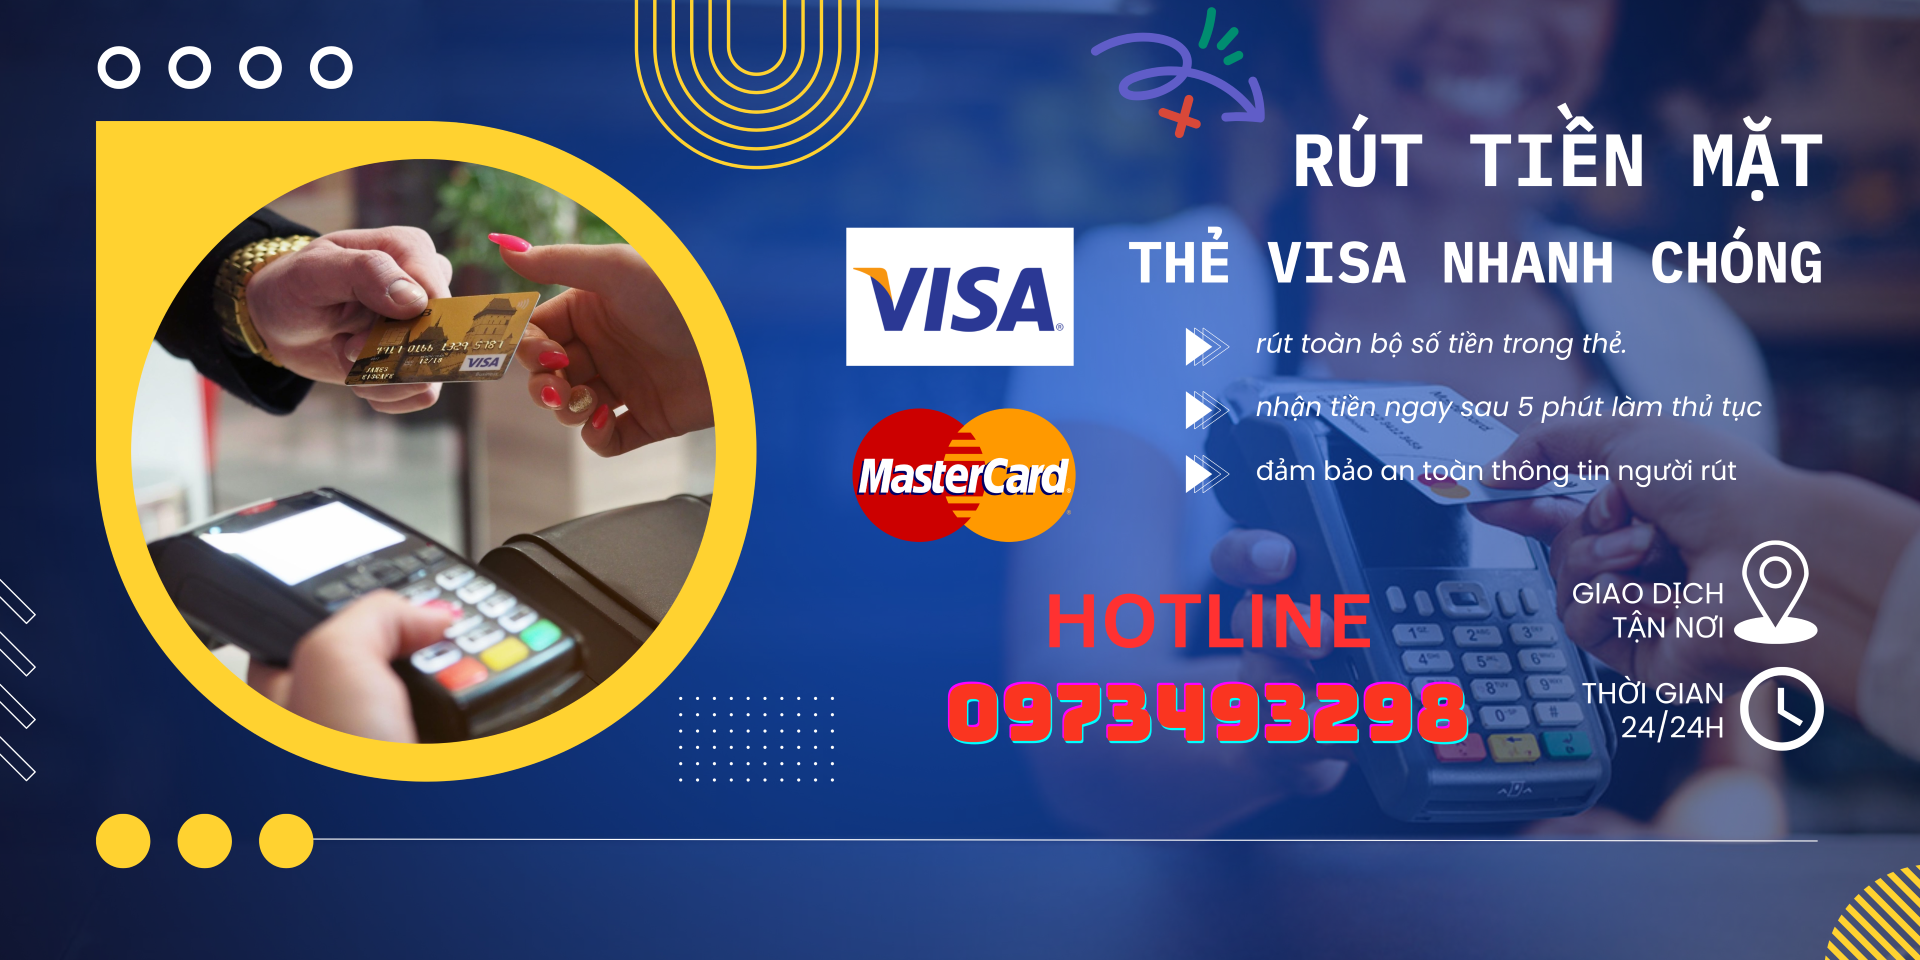 RÚT TIỀN MẶT
THẺ VISA NHANH CHÓNG
VISA
MasterCard
rút toàn bộ số tiền trong thẻ.
nhận tiền ngay sau 5 phút làm thủ tục
đảm bảo an toàn thông tin người rút
HOTLINE
0973493298
GIAO DỊCH
TẬN NƠI
THỜI GIAN
24/24H
VISA